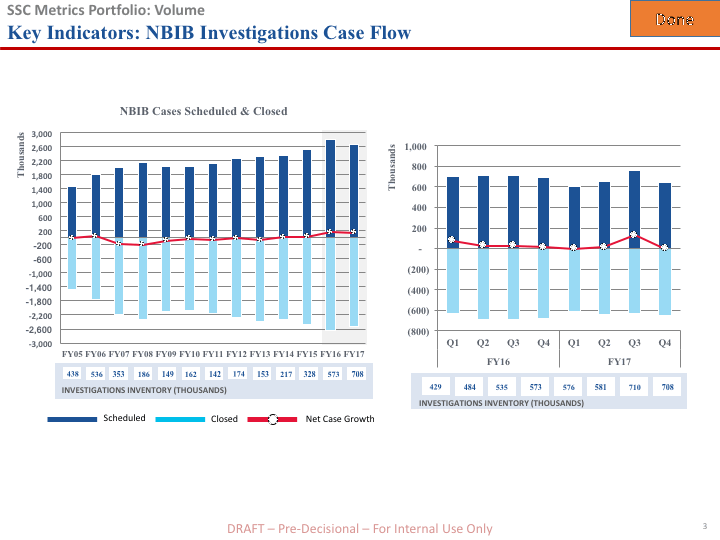 SSC Metrics Portfolio: Volume
Key Indicators: NBIB Investigations Case Flow
Done
NBIB Cases Scheduled & Closed
Thousands
3,000
2,600
2,200
1,800
1,400
1,000
600
200
-200
-600
-1,000
-1,400
-1,800
-2,200
-2,600
-3,000
FY05 FY06 FY07 FY08 FY09 FY10 FY11 FY12 FY13 FY14 FY15 FY16 FY17
438 536 353 186 149 162 142 174 153 217 328 573 708
INVESTIGATIONS INVENTORY (THOUSANDS)
Scheduled Closed Net Case Growth
Thousands
1,000
800
600
400
200
-
(200)
(400)
(600)
(800)
Q1 Q2 Q3 Q4 Q1 Q2 Q3 Q4
FY16 FY17
429 484 535 573 576 581 710 708
INVESTIGATIONS INVENTORY (THOUSANDS)
DRAFT – Pre-Decisional – For Internal Use Only
3